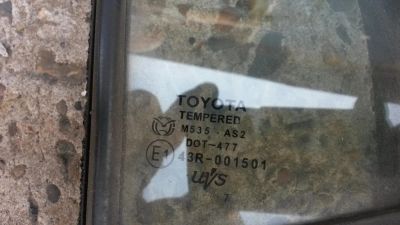 TOYOTA
TEMPERED
M535 AS2
DOT-477
E1 43R-001501
UVS